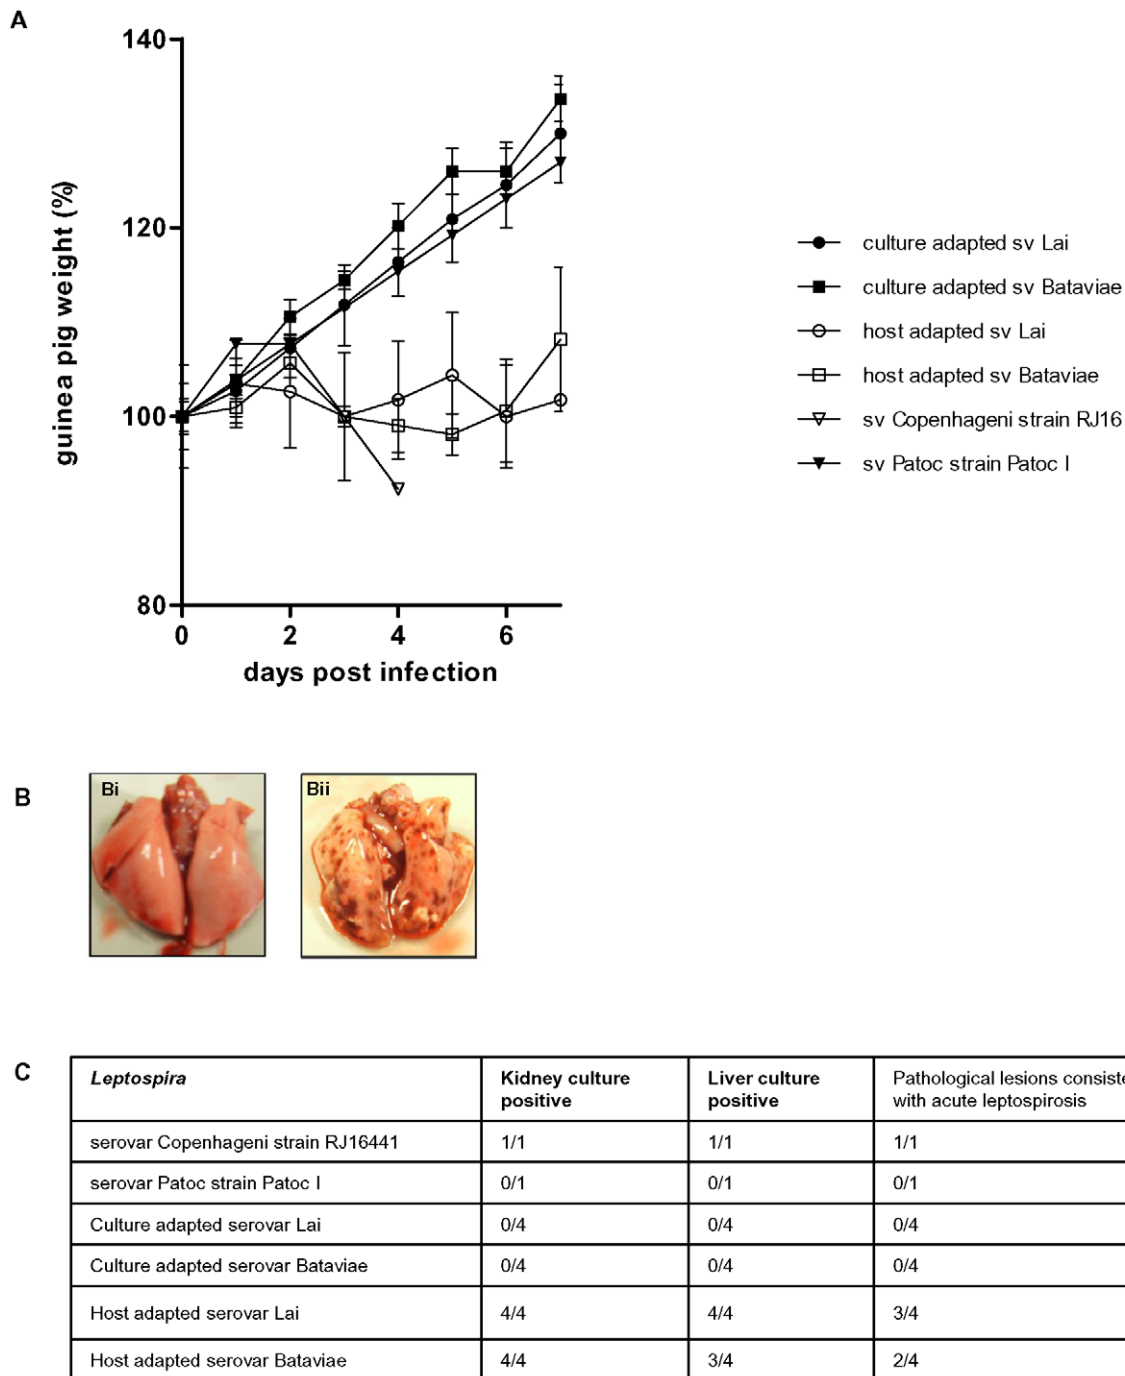 A
140
120
100
80
guinea pig weight (%)
0 2 4 6
days post infection
culture adapted sv Lai
culture adapted sv Bataviae
host adapted sv Lai
host adapted sv Bataviae
sv Copenhageni strain RJ16
sv Patoc strain Patoc I
B
Bi
Bii
C
Leptospira
Kidney culture
positive
Liver culture
positive
Pathological lesions consiste
with acute leptospirosis
serovar Copenhageni strain RJ16441 1/1 1/1 1/1
serovar Patoc strain Patoc I 0/1 0/1 0/1
Culture adapted serovar Lai 0/4 0/4 0/4
Culture adapted serovar Bataviae 0/4 0/4 0/4
Host adapted serovar Lai 4/4 4/4 3/4
Host adapted serovar Bataviae 4/4 3/4 2/4